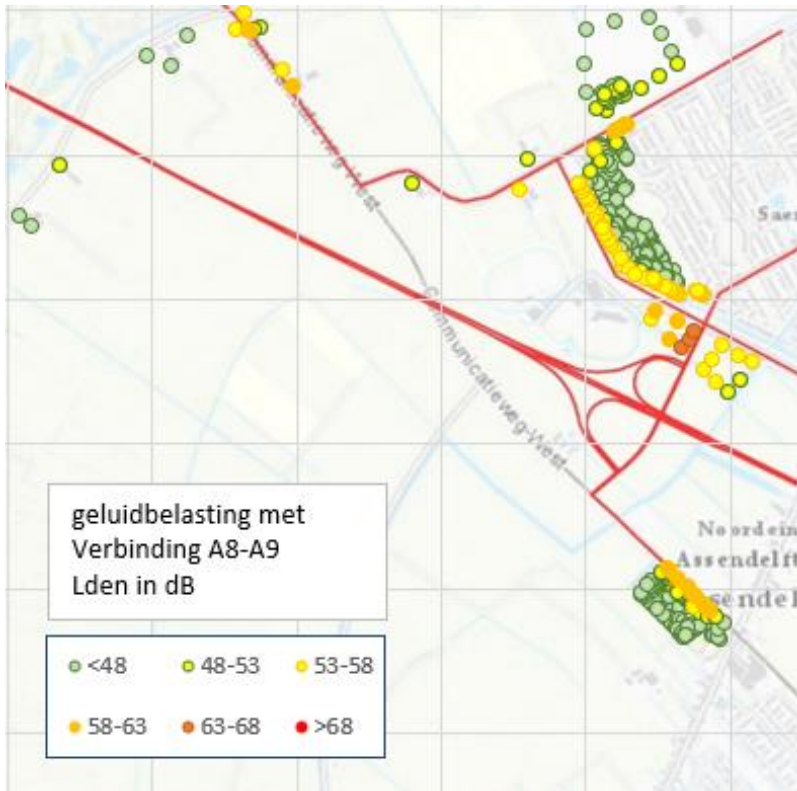 Communicatieweg-West
Saen
Communicatieweg-West
geluidbelasting met
Verbinding A8-A9
Lden in dB
Noordein
Assendelft
<48 48-53 53-58
58-63 63-68 >68